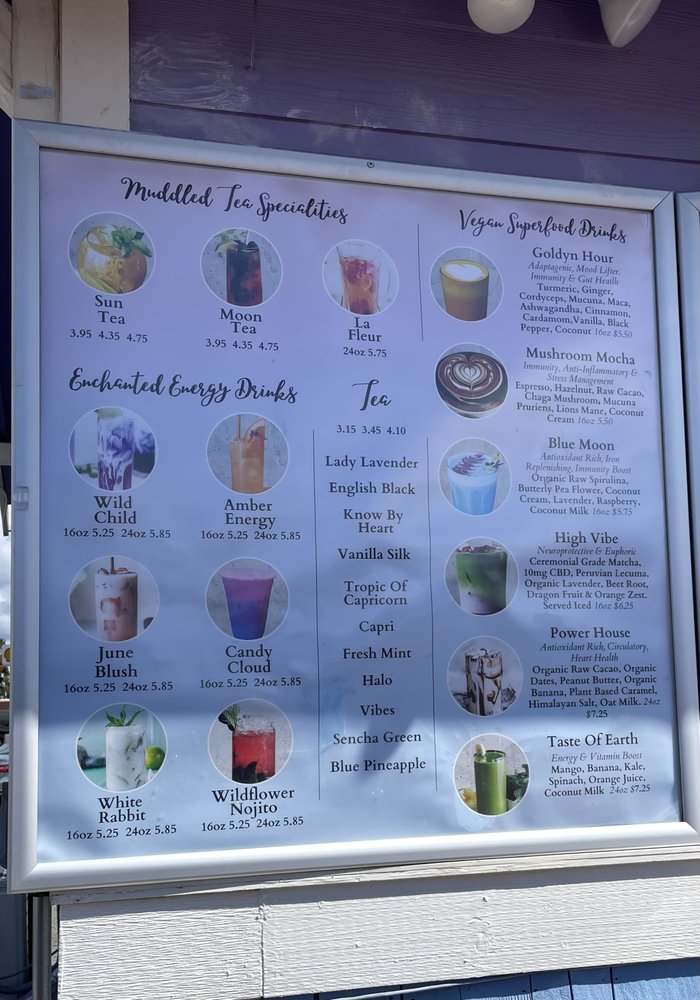 Muddled Tea Specialities
Sun
Tea
3.95 4.35 4.75
Moon
Tea
3.95 4.35 4.75
La
Fleur
24oz 5.75
Enchanted Energy Drinks
Wild
Child
16oz 5.25 24oz 5.85
Amber
Energy
16oz 5.25 24oz 5.85
June
Blush
16oz 5.25 24oz 5.85
Candy
Cloud
16oz 5.25 24oz 5.85
White
Rabbit
16oz 5.25 24oz 5.85
Wildflower
Nojito
16oz 5.25 24oz 5.85
Tea
3.15 3.45 4.10
Lady Lavender
English Black
Know By
Heart
Vanilla Silk
Tropic Of
Capricorn
Capri
Fresh Mint
Halo
Vibes
Sencha Green
Blue Pineapple
Vegan Superfood Drinks
Goldyn Hour
Adaptagenic, Mood Lifter.
Immunity & Gut Heatlh
Turmeric, Ginger,
Cordyceps, Mucuna, Maca,
Ashwagandha, Cinnamon,
Cardamom,Vanilla, Black
Pepper, Coconut 16oz $5.50
Mushroom Mocha
Immunity, Anti-Inflammatory &
Stress Management
Espresso, Hazelnut, Raw Cacao,
Chaga Mushroom, Mucuna
Pruriens, Lions Mane, Coconut
Cream 16oz 5.50
Blue Moon
Antioxidant Rich, Iron
Replenishing, Immunity Boost
Organic Raw Spirulina,
Butterfly Pea Flower, Coconut
Cream, Lavender, Raspberry,
Coconut Milk 16oz $5.75
High Vibe
Neuroprotective & Euphoric
Ceremonial Grade Matcha,
10mg CBD, Peruvian Lecuma,
Organic Lavender, Beet Root,
Dragon Fruit & Orange Zest.
Served Iced 16oz $6.25
Power House
Antioxidant Rich, Circulatory,
Heart Health
Organic Raw Cacao, Organic
Dates, Peanut Butter, Organic
Banana, Plant Based Caramel,
Himalayan Salt, Oat Milk. 24oz
$7.25
Taste Of Earth
Energy & Vitamin Boost
Mango, Banana, Kale,
Spinach, Orange Juice,
Coconut Milk 24oz $7.25